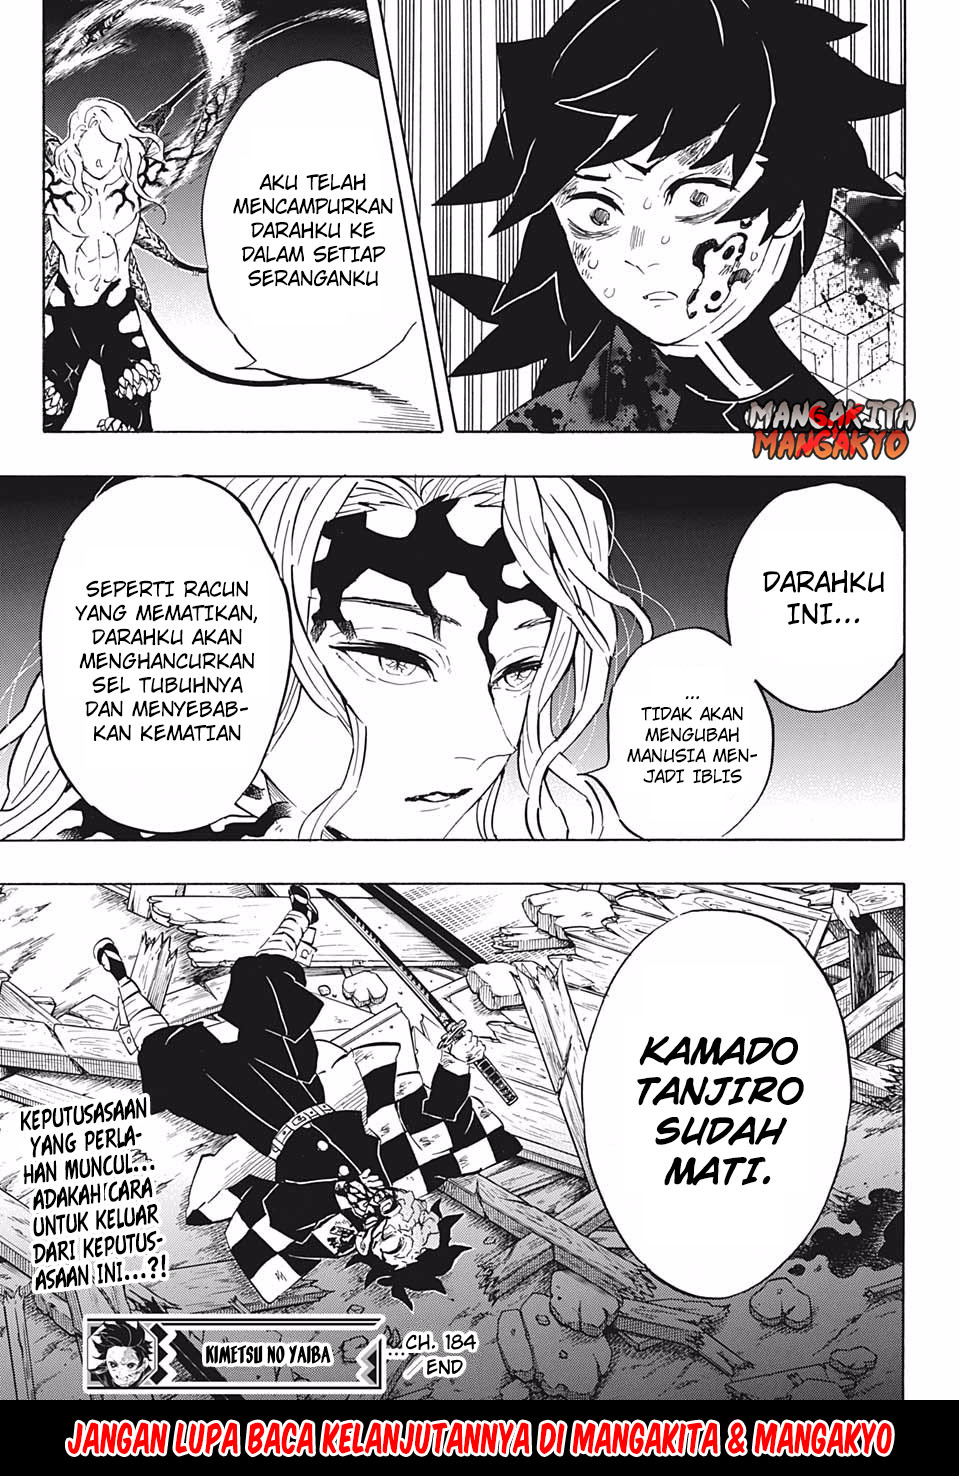 AKU TELAH
MENCAMPURKAN
DARAHKU KE
DALAM SETIAP
SERANGANKU
MANGAKITA
MANGAKYO
DARAHKU
INI...
...
TIDAK AKAN
MENGUBAH
MANUSIA MEN-
JADI IBLIS
SEPERTI RACUN
YANG MEMATIKAN,
DARAHKU AKAN
MENGHANCURKAN
SEL TUBUHNYA
DAN MENYEBAB-
KAN KEMATIAN
KAMADO
TANJIRO
SUDAH
MATI.
KEPUTUSASAAN
YANG PERLA-
HAN MUNCUL...
ADAKAH CARA
UNTUK KELUAR
DARI KEPUTUS-
ASAAN INI...?!
KIMETSU NO YAIBA
...CH. 184
END
JANGAN LUPA BACA KELANJUTANNYA DI MANGAKITA & MANGAKYO